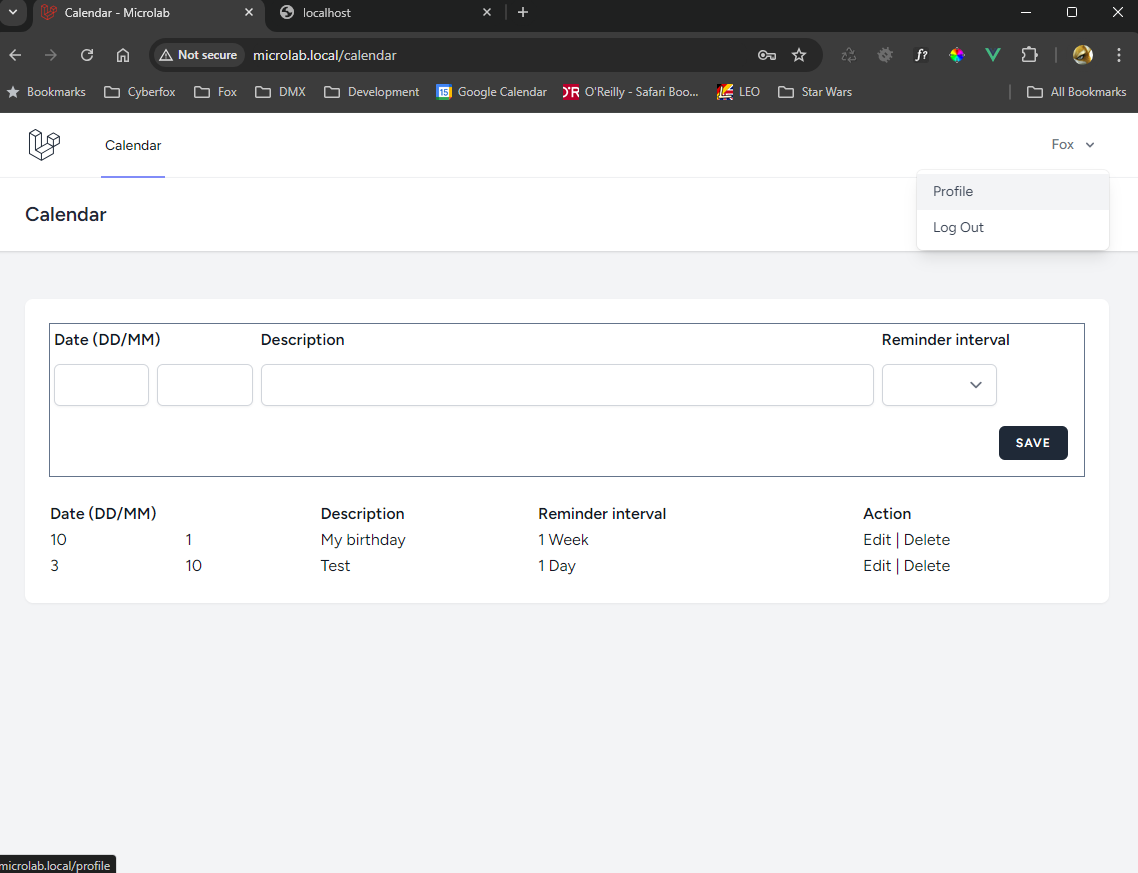 Calendar - Microlab
localhost
Not secure
microlab.local/calendar
f?
Bookmarks
Cyberfox
Fox
DMX
Development
15
Google Calendar
O'R
O'Reilly - Safari Boo...
LEO
Star Wars
All Bookmarks
Calendar
Fox
Profile
Log Out
Calendar
Date (DD/MM) Description Reminder interval
SAVE
Date (DD/MM) Description Reminder interval Action
10 1 My birthday 1 Week Edit | Delete
3 10 Test 1 Day Edit | Delete
microlab.local/profile